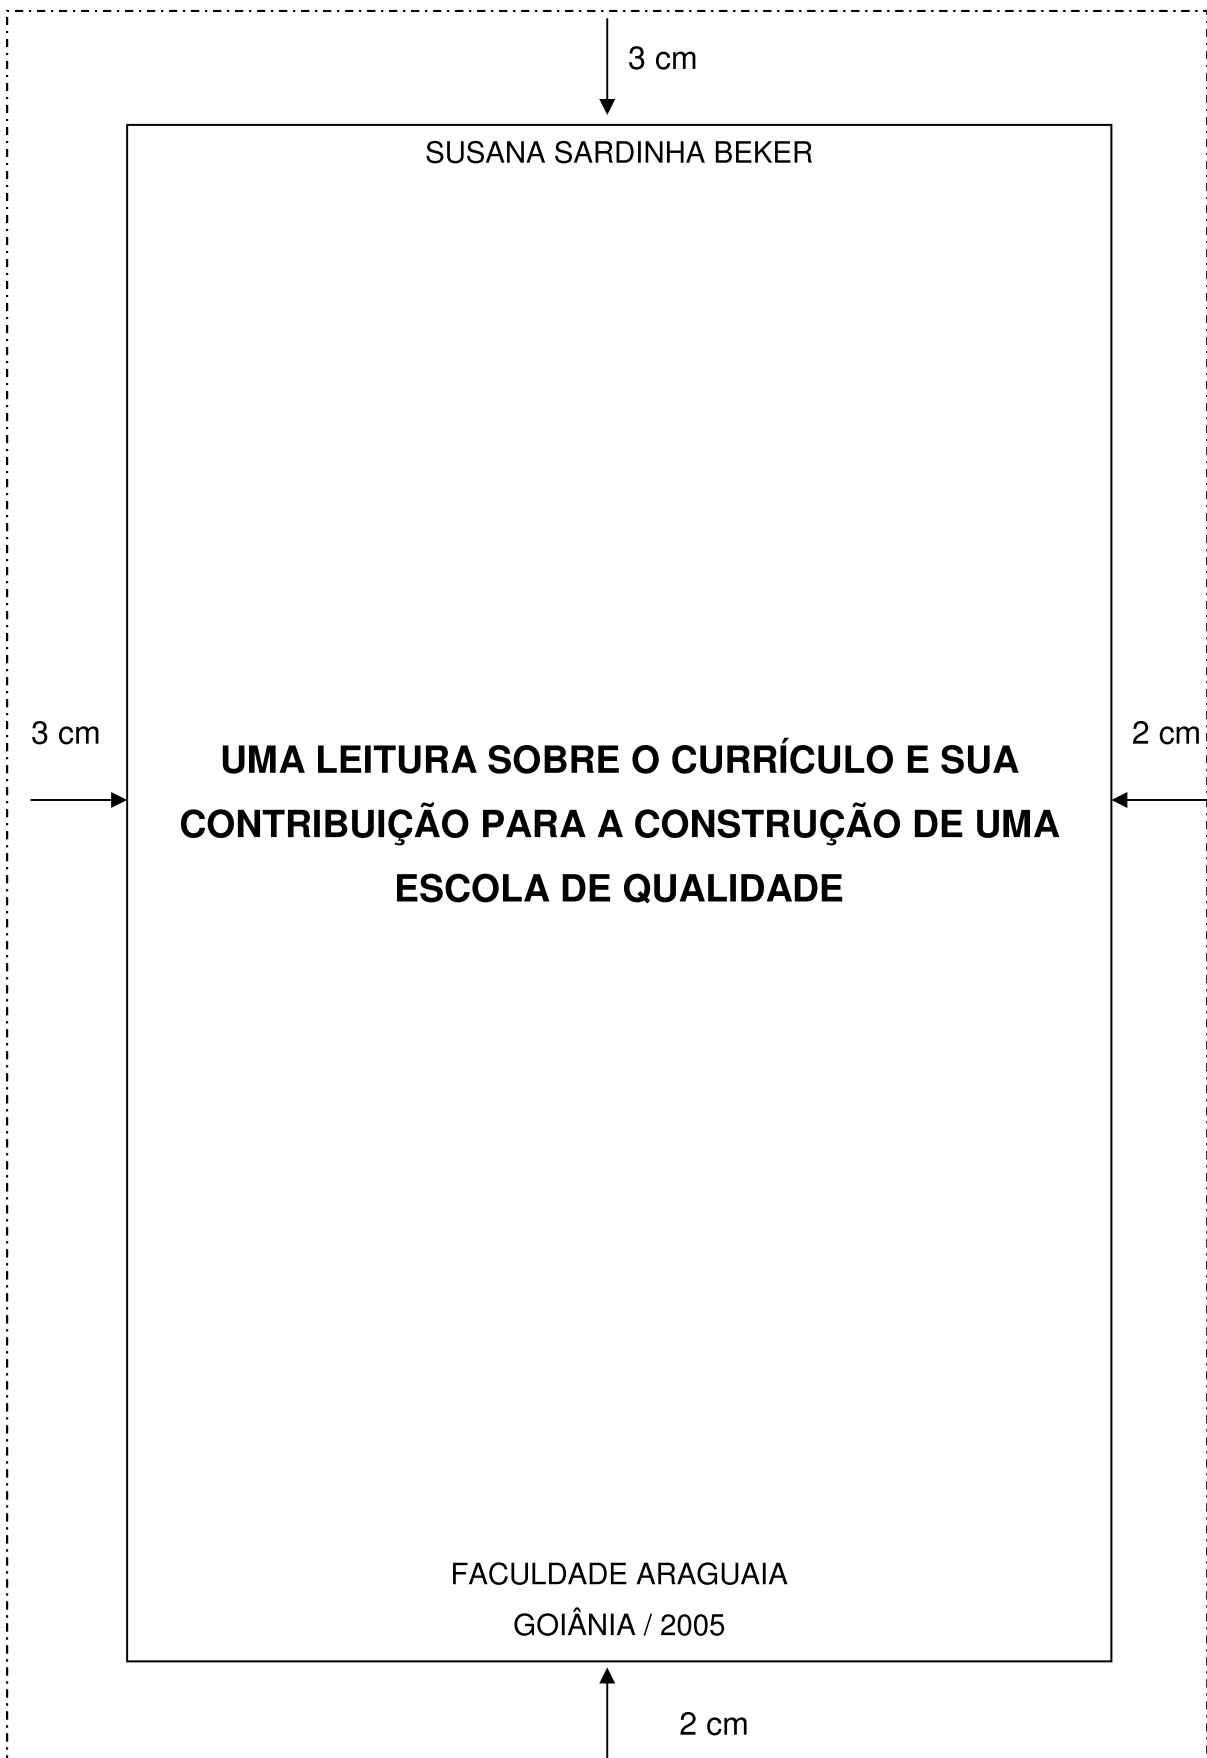 3 cm
SUSANA SARDINHA BEKER
3 cm
2 cm
UMA LEITURA SOBRE O CURRÍCULO E SUA
CONTRIBUIÇÃO PARA A CONSTRUÇÃO DE UMA
ESCOLA DE QUALIDADE
FACULDADE ARAGUAIA
GOIÂNIA / 2005
2 cm